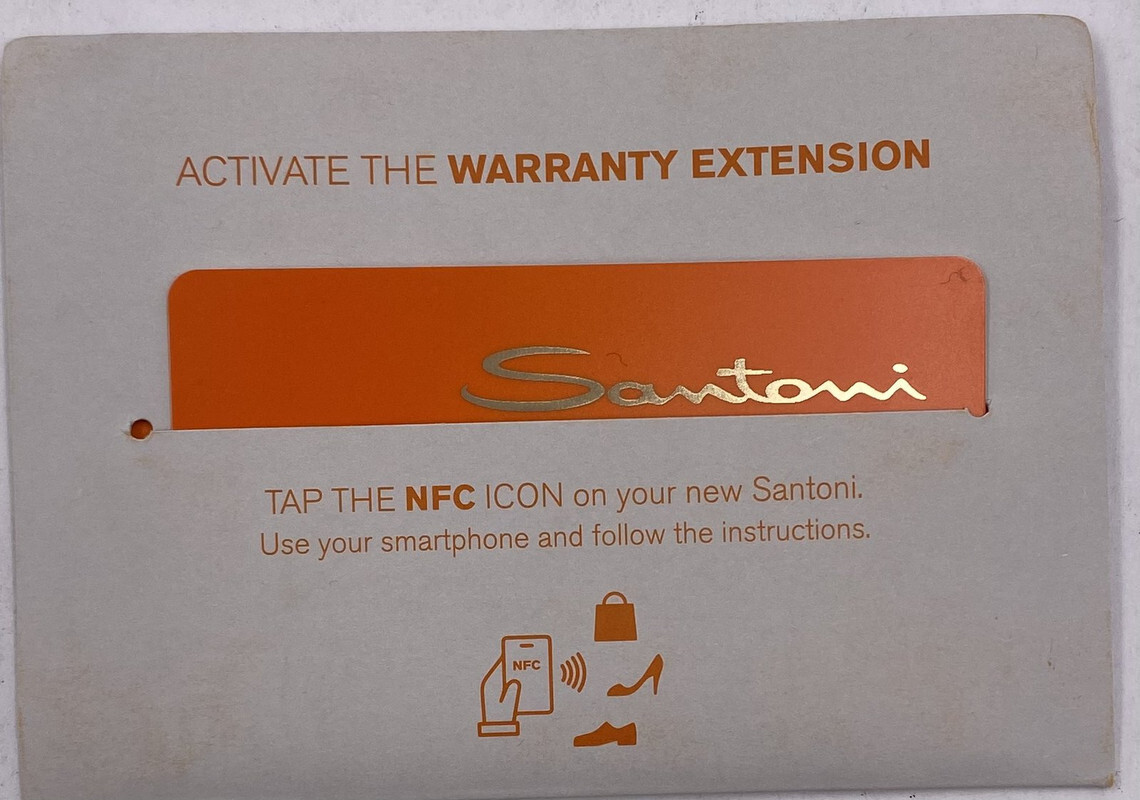 ACTIVATE THE WARRANTY EXTENSION
Santoni
TAP THE NFC ICON on your new Santoni.
Use your smartphone and follow the instructions.
NFC